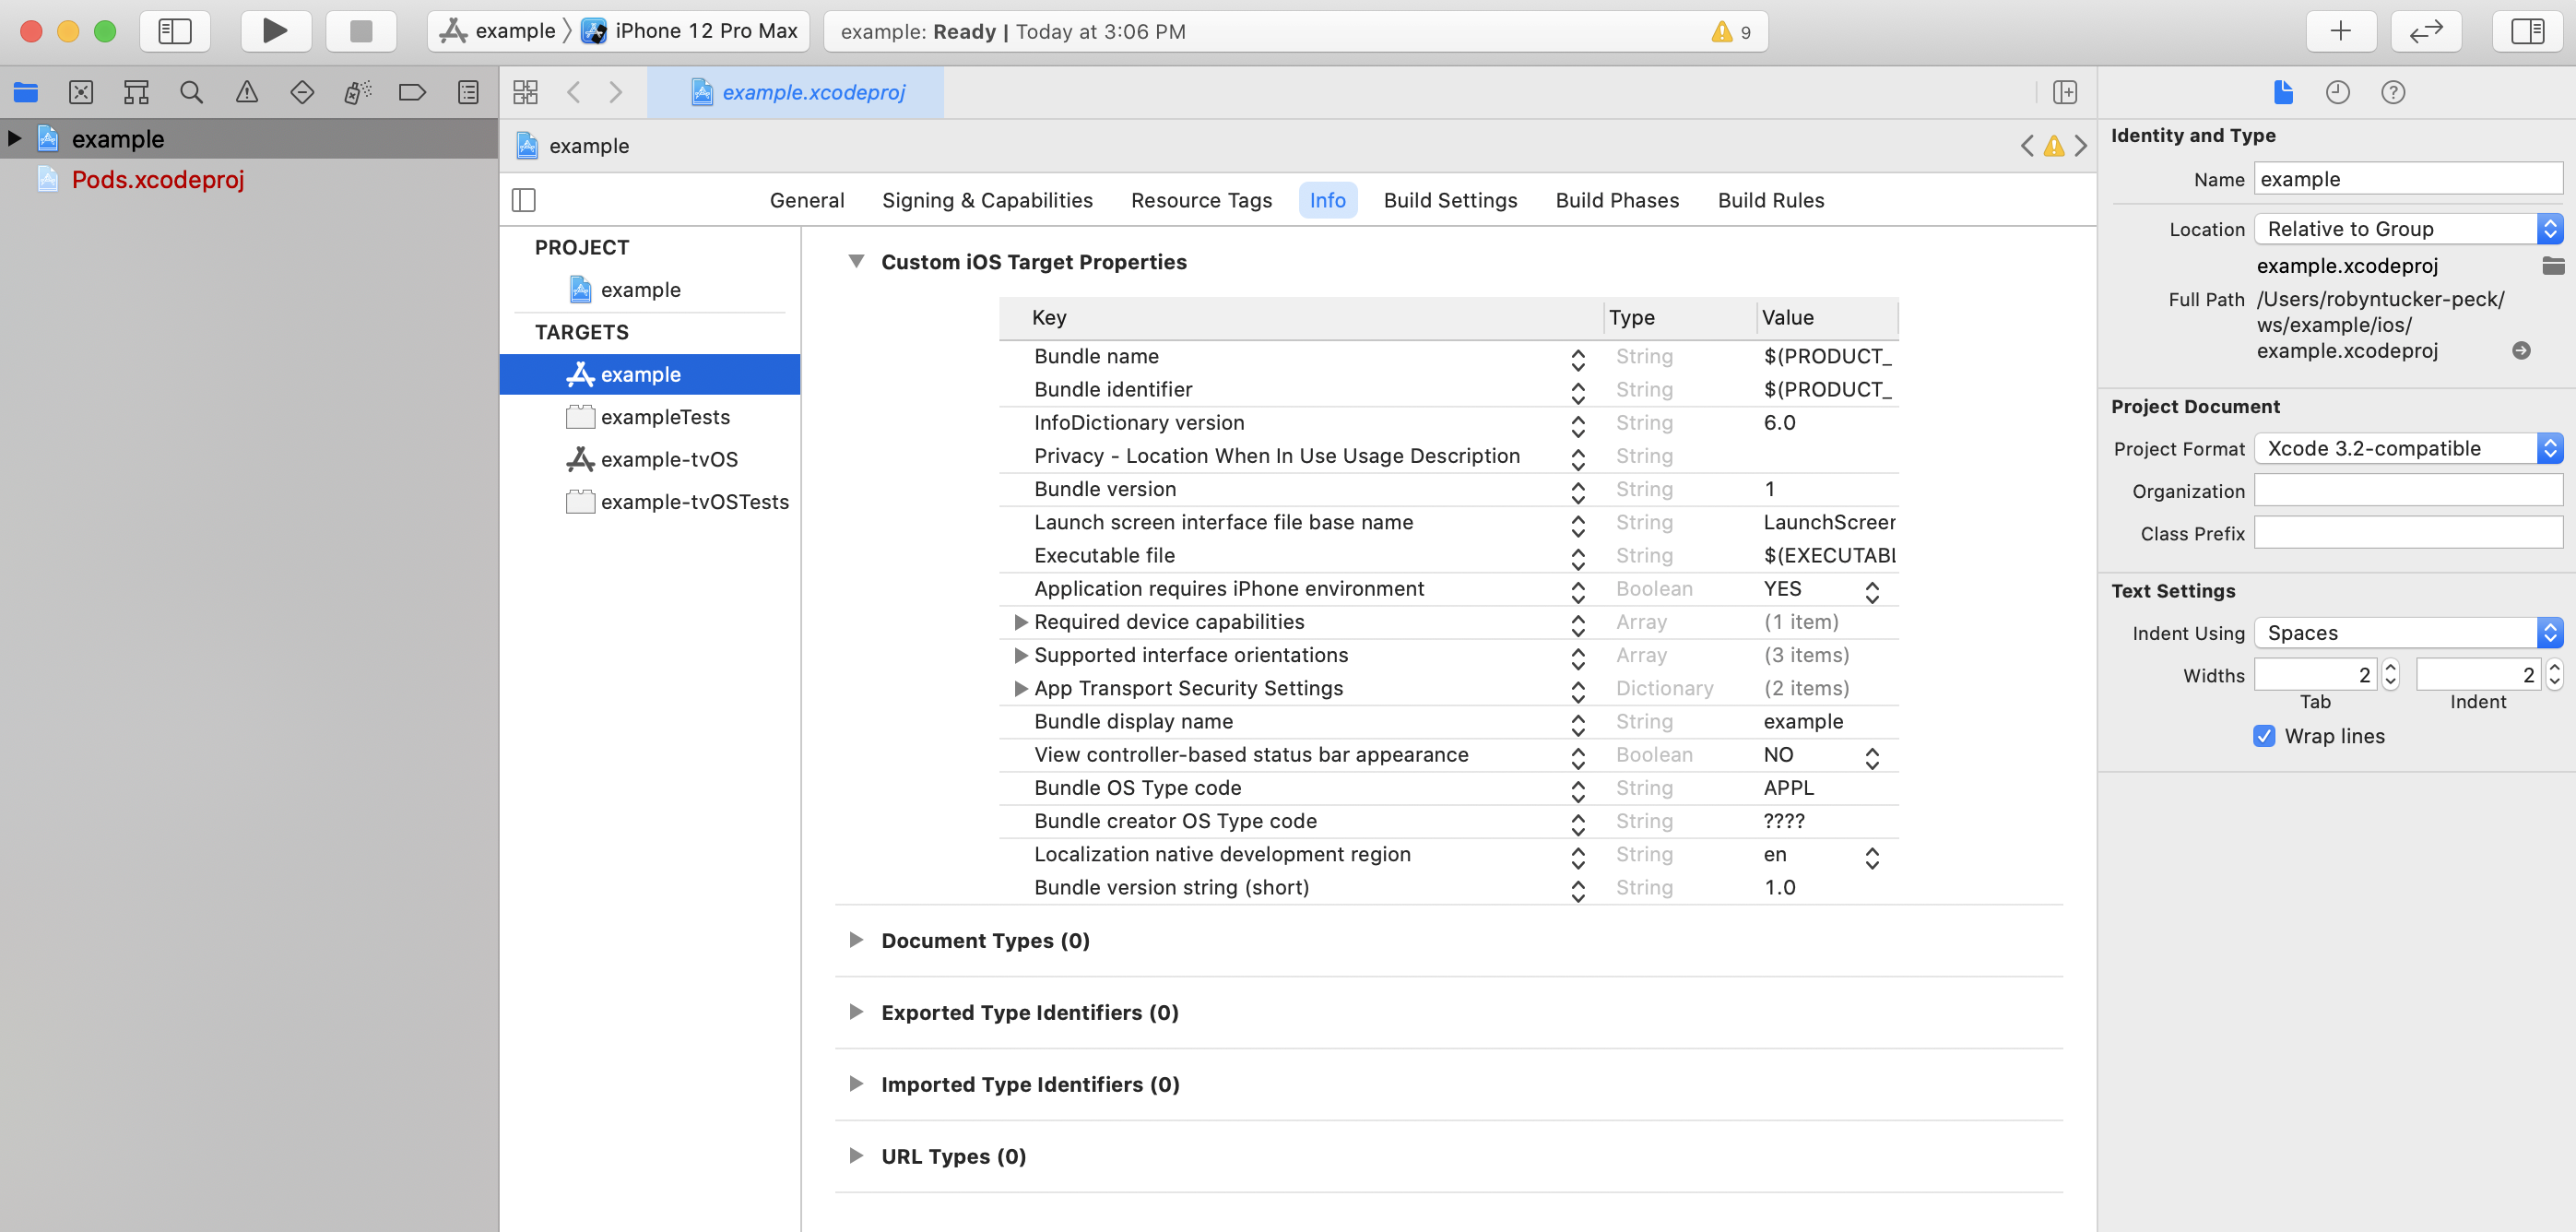 example
iPhone 12 Pro Max
example: Ready | Today at 3:06 PM
9
example.xcodeproj
example
Pods.xcodeproj
example
General
Signing & Capabilities
Resource Tags
Info
Build Settings
Build Phases
Build Rules
PROJECT
example
TARGETS
example
exampleTests
example-tvOS
example-tvOSTests
Custom iOS Target Properties
Key Type Value
Bundle name String $(PRODUCT_
Bundle identifier String $(PRODUCT_
InfoDictionary version String 6.0
Privacy - Location When In Use Usage Description String
Bundle version String 1
Launch screen interface file base name String LaunchScreen
Executable file String $(EXECUTABL
Application requires iPhone environment Boolean YES
Required device capabilities Array (1 item)
Supported interface orientations Array (3 items)
App Transport Security Settings Dictionary (2 items)
Bundle display name String example
View controller-based status bar appearance Boolean NO
Bundle OS Type code String APPL
Bundle creator OS Type code String ????
Localization native development region String en
Bundle version string (short) String 1.0
Document Types (0)
Exported Type Identifiers (0)
Imported Type Identifiers (0)
URL Types (0)
Identity and Type
Name example
Location Relative to Group
example.xcodeproj
Full Path /Users/robyntucker-peck/
ws/example/ios/
example.xcodeproj
Project Document
Project Format Xcode 3.2-compatible
Organization
Class Prefix
Text Settings
Indent Using Spaces
Widths 2 2
Tab Indent
Wrap lines